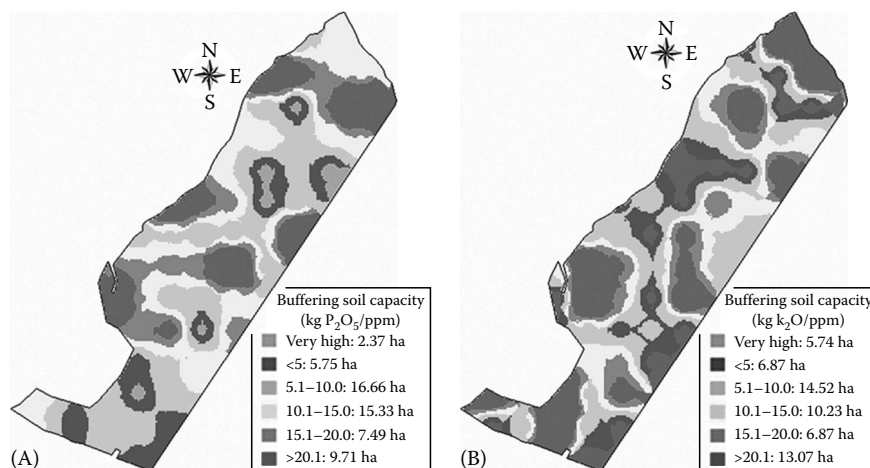 N
W E
S
Buffering soil capacity
(kg P₂O₅/ppm)
Very high: 2.37 ha
<5: 5.75 ha
5.1–10.0: 16.66 ha
10.1–15.0: 15.33 ha
15.1–20.0: 7.49 ha
>20.1: 9.71 ha
(A)
N
W E
S
Buffering soil capacity
(kg k₂O/ppm)
Very high: 5.74 ha
<5: 6.87 ha
5.1–10.0: 14.52 ha
10.1–15.0: 10.23 ha
15.1–20.0: 6.87 ha
>20.1: 13.07 ha
(B)